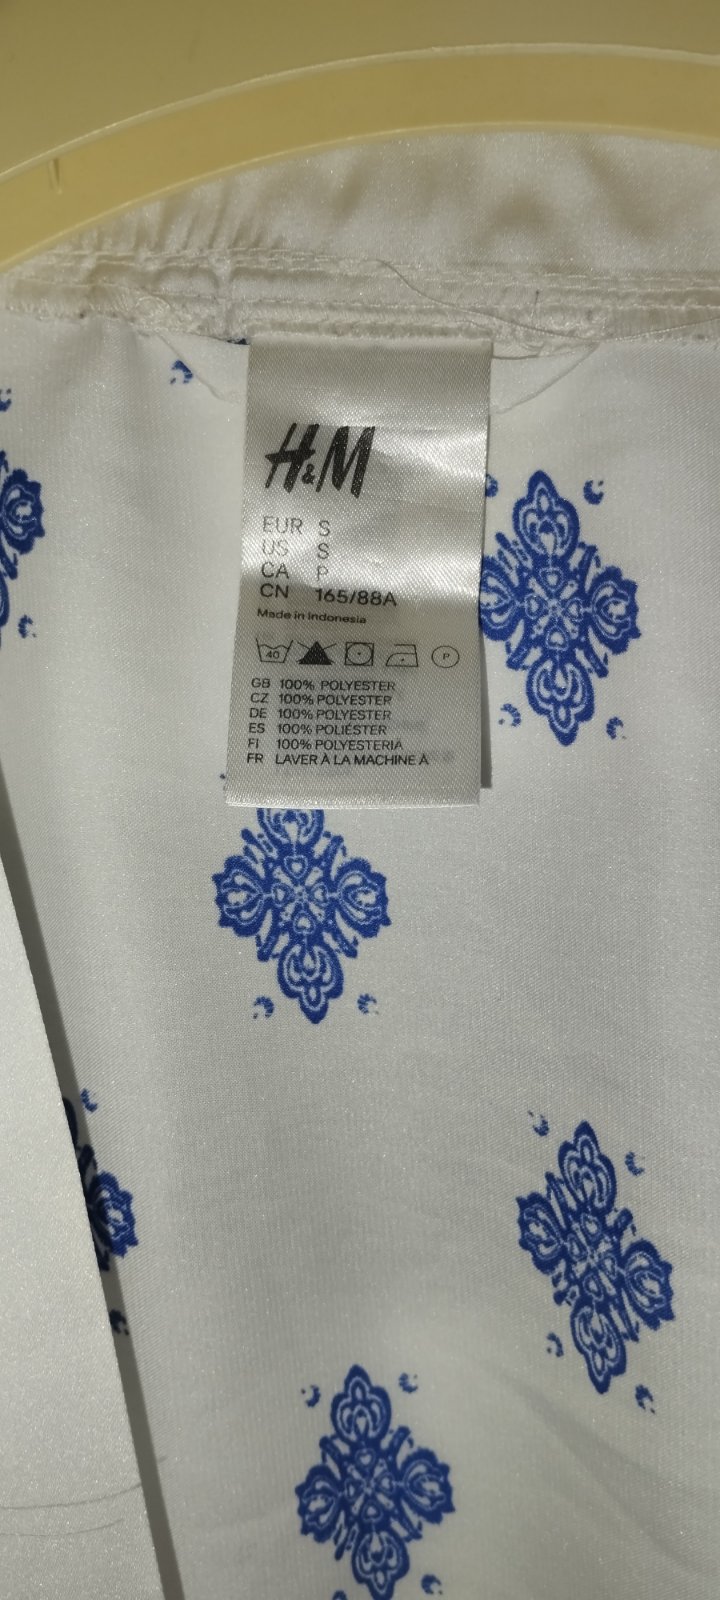 H&M
EUR S
US S
CA P
CN 165/88A
Made in Indonesia
40 P
GB 100% POLYESTER
CZ 100% POLYESTER
DE 100% POLYESTER
ES 100% POLIÉSTER
FI 100% POLYESTERIA
FR LAVER À LA MACHINE À